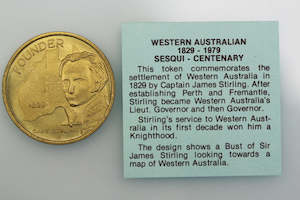 FOUNDER
1829
WESTERN AUSTRALIAN
1829 - 1979
SESQUI - CENTENARY
This token commemorates the
settlement of Western Australia in
1829 by Captain James Stirling. After
establishing Perth and Fremantle,
Stirling became Western Australia's
Lieut. Governor and then Governor.
Stirling's service to Western Aust-
ralia in its first decade won him a
Knighthood.
The design shows a Bust of Sir
James Stirling looking towards a
map of Western Australia.